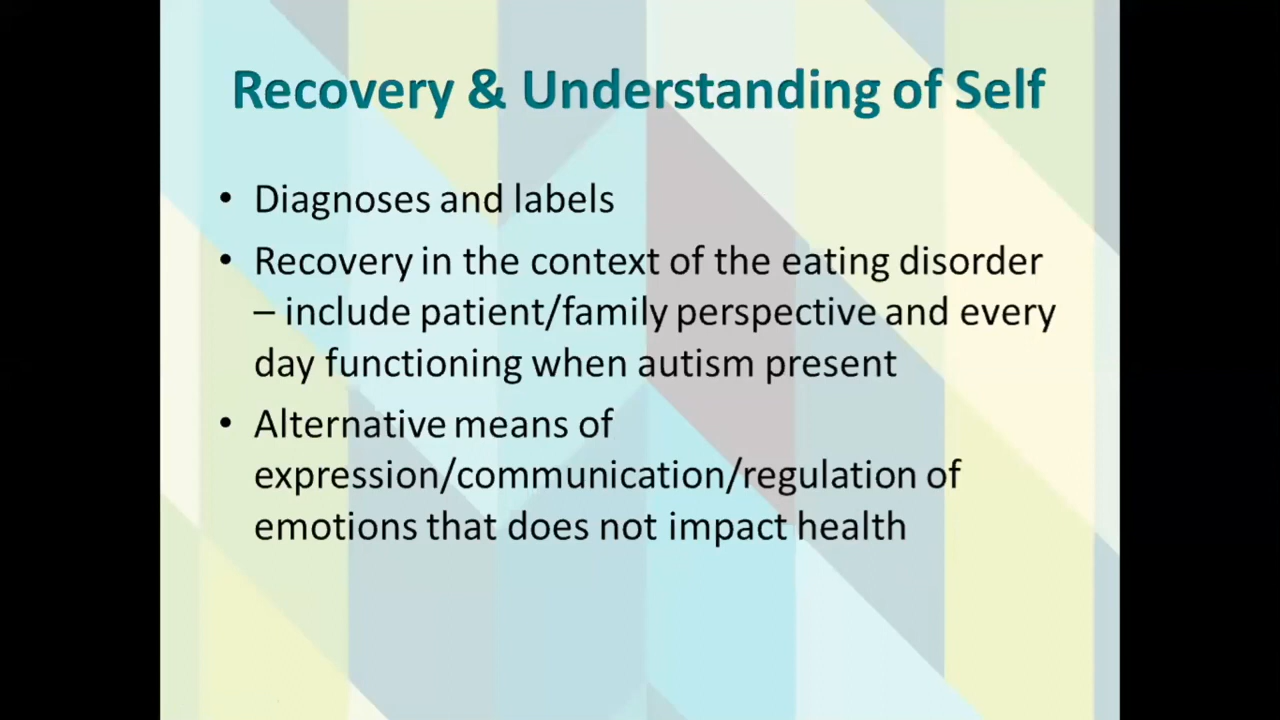 Recovery & Understanding of Self
• Diagnoses and labels
• Recovery in the context of the eating disorder
– include patient/family perspective and every
day functioning when autism present
• Alternative means of
expression/communication/regulation of
emotions that does not impact health